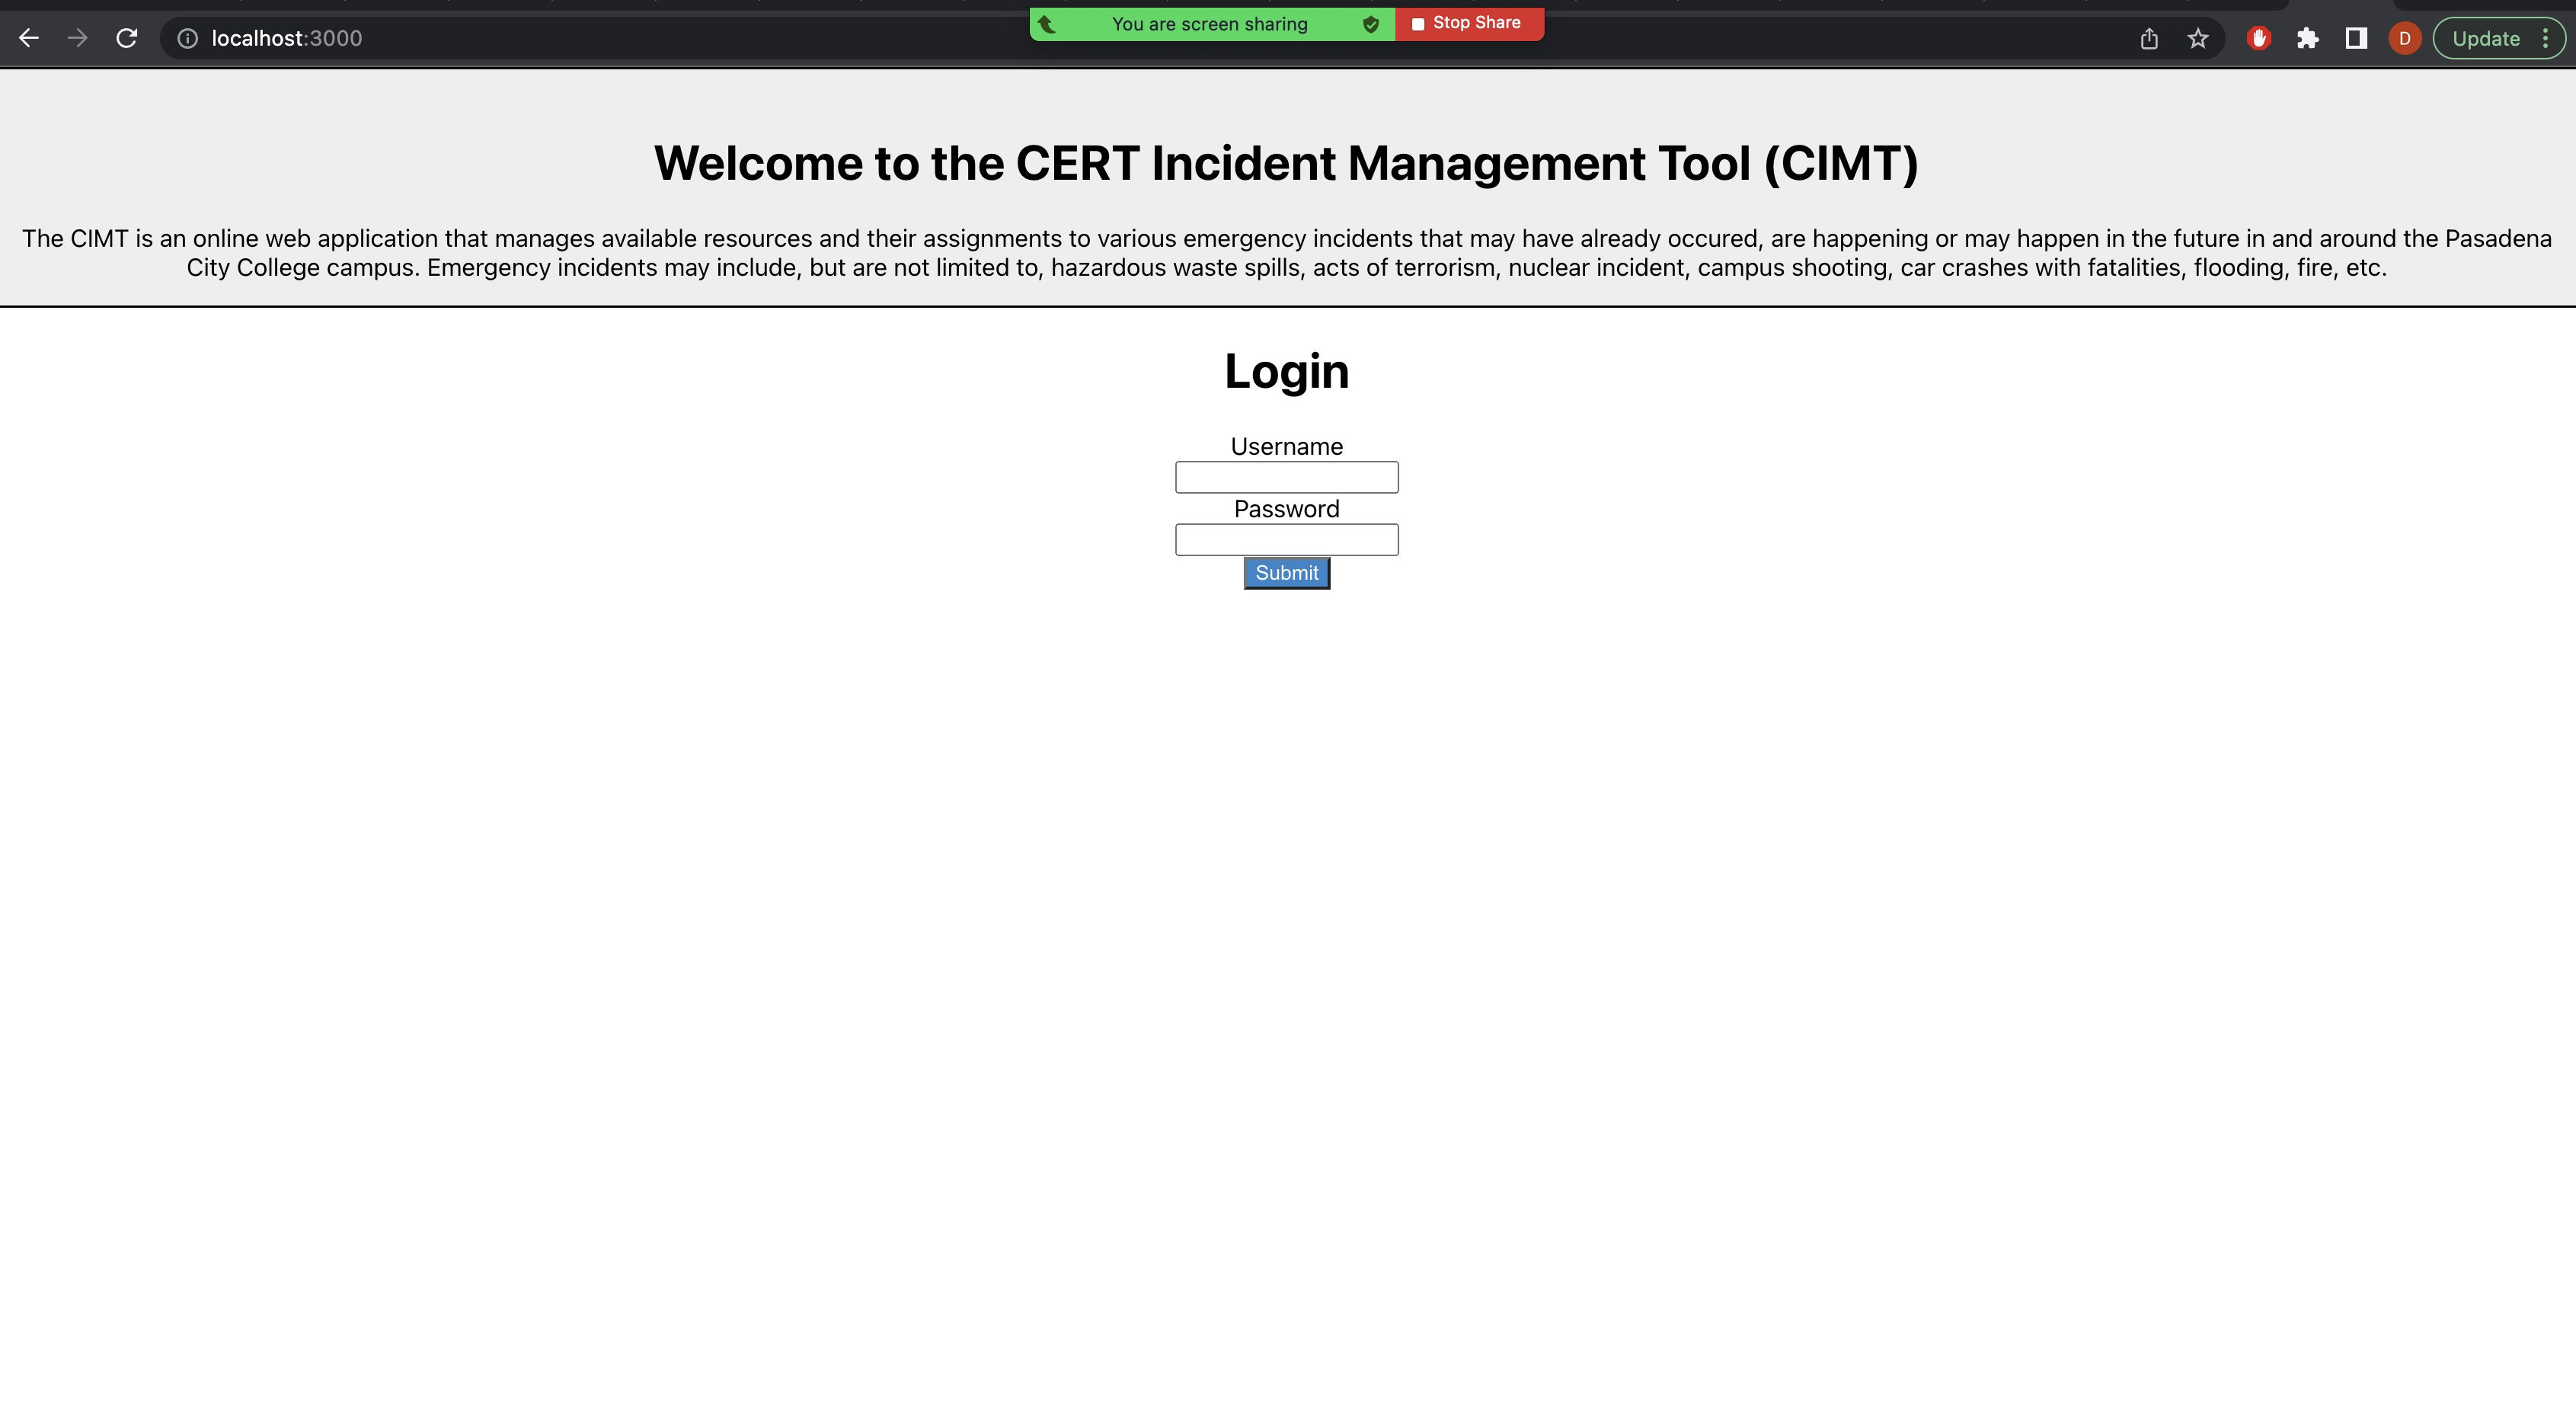 You are screen sharing
Stop Share
localhost:3000
D
Update
Welcome to the CERT Incident Management Tool (CIMT)
The CIMT is an online web application that manages available resources and their assignments to various emergency incidents that may have already occured, are happening or may happen in the future in and around the Pasadena
City College campus. Emergency incidents may include, but are not limited to, hazardous waste spills, acts of terrorism, nuclear incident, campus shooting, car crashes with fatalities, flooding, fire, etc.
Login
Username
Password
Submit